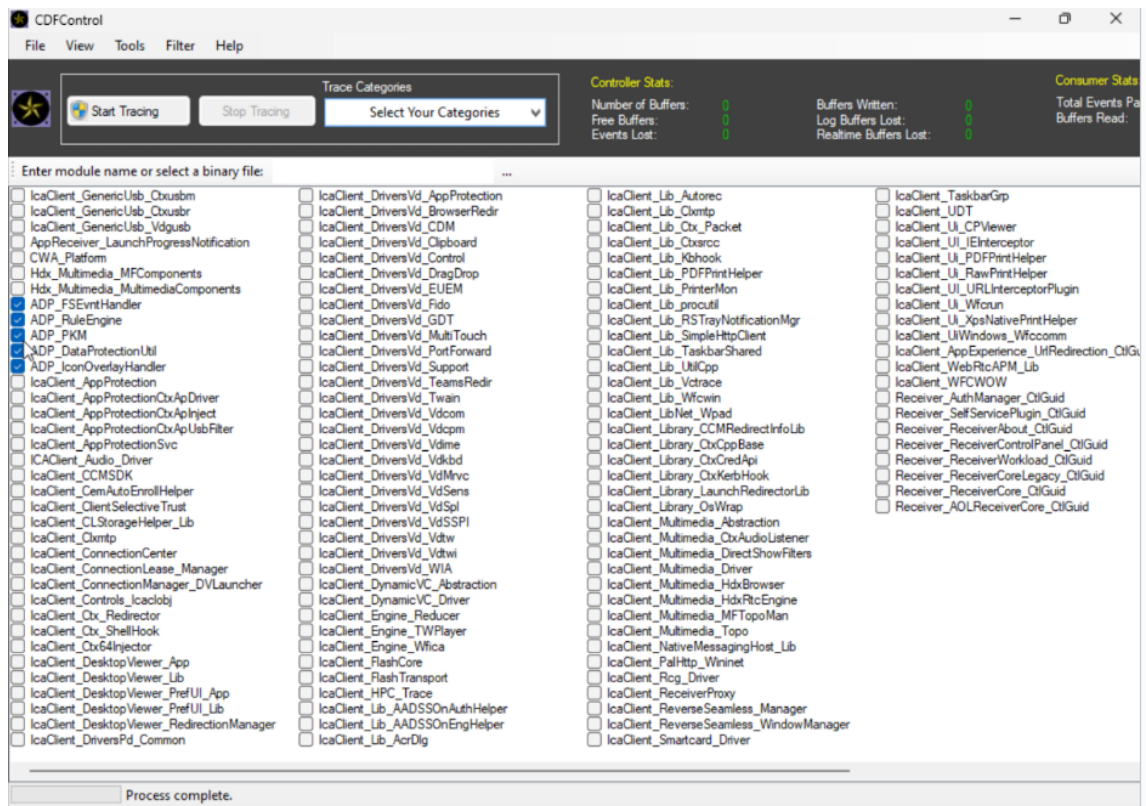 CDFControl
File View Tools Filter Help
Trace Categories
Start Tracing Stop Tracing Select Your Categories
Controller Stats:
Number of Buffers: 0 Buffers Written: 0
Free Buffers: 0 Log Buffers Lost: 0
Events Lost: 0 Realtime Buffers Lost: 0
Consumer Stats
Total Events Pa
Buffers Read:
Enter module name or select a binary file: ...
IcaClient_GenericUsb_Ctxusbm
IcaClient_GenericUsb_Ctxusbr
IcaClient_GenericUsb_Vdgusb
AppReceiver_LaunchProgressNotification
CWA_Platform
Hdx_Multimedia_MFComponents
Hdx_Multimedia_MultimediaComponents
ADP_FSEvntHandler
ADP_RuleEngine
ADP_PKM
ADP_DataProtectionUtil
ADP_IconOverlayHandler
IcaClient_AppProtection
IcaClient_AppProtectionCtxApDriver
IcaClient_AppProtectionCtxApInject
IcaClient_AppProtectionCtxApUsbFilter
IcaClient_AppProtectionSvc
ICAClient_Audio_Driver
IcaClient_CCMSDK
IcaClient_CemAutoEnrollHelper
IcaClient_ClientSelectiveTrust
IcaClient_CLStorageHelper_Lib
IcaClient_Clxmtp
IcaClient_ConnectionCenter
IcaClient_ConnectionLease_Manager
IcaClient_ConnectionManager_DVLauncher
IcaClient_Controls_Icaclobj
IcaClient_Ctx_Redirector
IcaClient_Ctx_ShellHook
IcaClient_Ctx64Injector
IcaClient_DesktopViewer_App
IcaClient_DesktopViewer_Lib
IcaClient_DesktopViewer_PrefUI_App
IcaClient_DesktopViewer_PrefUI_Lib
IcaClient_DesktopViewer_RedirectionManager
IcaClient_DriversPd_Common
IcaClient_DriversVd_AppProtection
IcaClient_DriversVd_BrowserRedir
IcaClient_DriversVd_CDM
IcaClient_DriversVd_Clipboard
IcaClient_DriversVd_Control
IcaClient_DriversVd_DragDrop
IcaClient_DriversVd_EUEM
IcaClient_DriversVd_Fido
IcaClient_DriversVd_GDT
IcaClient_DriversVd_MultiTouch
IcaClient_DriversVd_PortForward
IcaClient_DriversVd_Support
IcaClient_DriversVd_TeamsRedir
IcaClient_DriversVd_Twain
IcaClient_DriversVd_Vdcom
IcaClient_DriversVd_Vdcpm
IcaClient_DriversVd_Vdime
IcaClient_DriversVd_Vdkbd
IcaClient_DriversVd_VdMrvc
IcaClient_DriversVd_VdSens
IcaClient_DriversVd_VdSpl
IcaClient_DriversVd_VdSSPI
IcaClient_DriversVd_Vdtw
IcaClient_DriversVd_Vdtwi
IcaClient_DriversVd_WIA
IcaClient_DynamicVC_Abstraction
IcaClient_DynamicVC_Driver
IcaClient_Engine_Reducer
IcaClient_Engine_TWPlayer
IcaClient_Engine_Wfica
IcaClient_FlashCore
IcaClient_FlashTransport
IcaClient_HPC_Trace
IcaClient_Lib_AADSSOnAuthHelper
IcaClient_Lib_AADSSOnEngHelper
IcaClient_Lib_AcrDlg
IcaClient_Lib_Autorec
IcaClient_Lib_Clxmtp
IcaClient_Lib_Ctx_Packet
IcaClient_Lib_Ctxsrcc
IcaClient_Lib_Kbhook
IcaClient_Lib_PDFPrintHelper
IcaClient_Lib_PrinterMon
IcaClient_Lib_procutil
IcaClient_Lib_RSTrayNotificationMgr
IcaClient_Lib_SimpleHttpClient
IcaClient_Lib_TaskbarShared
IcaClient_Lib_UtilCpp
IcaClient_Lib_Vctrace
IcaClient_Lib_Wfcwin
IcaClient_LibNet_Wpad
IcaClient_Library_CCMRedirectInfoLib
IcaClient_Library_CtxCppBase
IcaClient_Library_CtxCredApi
IcaClient_Library_CtxKerbHook
IcaClient_Library_LaunchRedirectorLib
IcaClient_Library_OsWrap
IcaClient_Multimedia_Abstraction
IcaClient_Multimedia_CtxAudioListener
IcaClient_Multimedia_DirectShowFilters
IcaClient_Multimedia_Driver
IcaClient_Multimedia_HdxBrowser
IcaClient_Multimedia_HdxRtcEngine
IcaClient_Multimedia_MFTopoMan
IcaClient_Multimedia_Topo
IcaClient_NativeMessagingHost_Lib
IcaClient_PalHttp_Wininet
IcaClient_Rcg_Driver
IcaClient_ReceiverProxy
IcaClient_ReverseSeamless_Manager
IcaClient_ReverseSeamless_WindowManager
IcaClient_Smartcard_Driver
IcaClient_TaskbarGrp
IcaClient_UDT
IcaClient_Ui_CPViewer
IcaClient_UI_IEInterceptor
IcaClient_Ui_PDFPrintHelper
IcaClient_Ui_RawPrintHelper
IcaClient_UI_URLInterceptorPlugin
IcaClient_Ui_Wfcrun
IcaClient_Ui_XpsNativePrintHelper
IcaClient_UiWindows_Wfccomm
IcaClient_AppExperience_UrlRedirection_CtlGu
IcaClient_WebRtcAPM_Lib
IcaClient_WFCWOW
Receiver_AuthManager_CtlGuid
Receiver_SelfServicePlugin_CtlGuid
Receiver_ReceiverAbout_CtlGuid
Receiver_ReceiverControlPanel_CtlGuid
Receiver_ReceiverWorkload_CtlGuid
Receiver_ReceiverCoreLegacy_CtlGuid
Receiver_ReceiverCore_CtlGuid
Receiver_AOLReceiverCore_CtlGuid
Process complete.